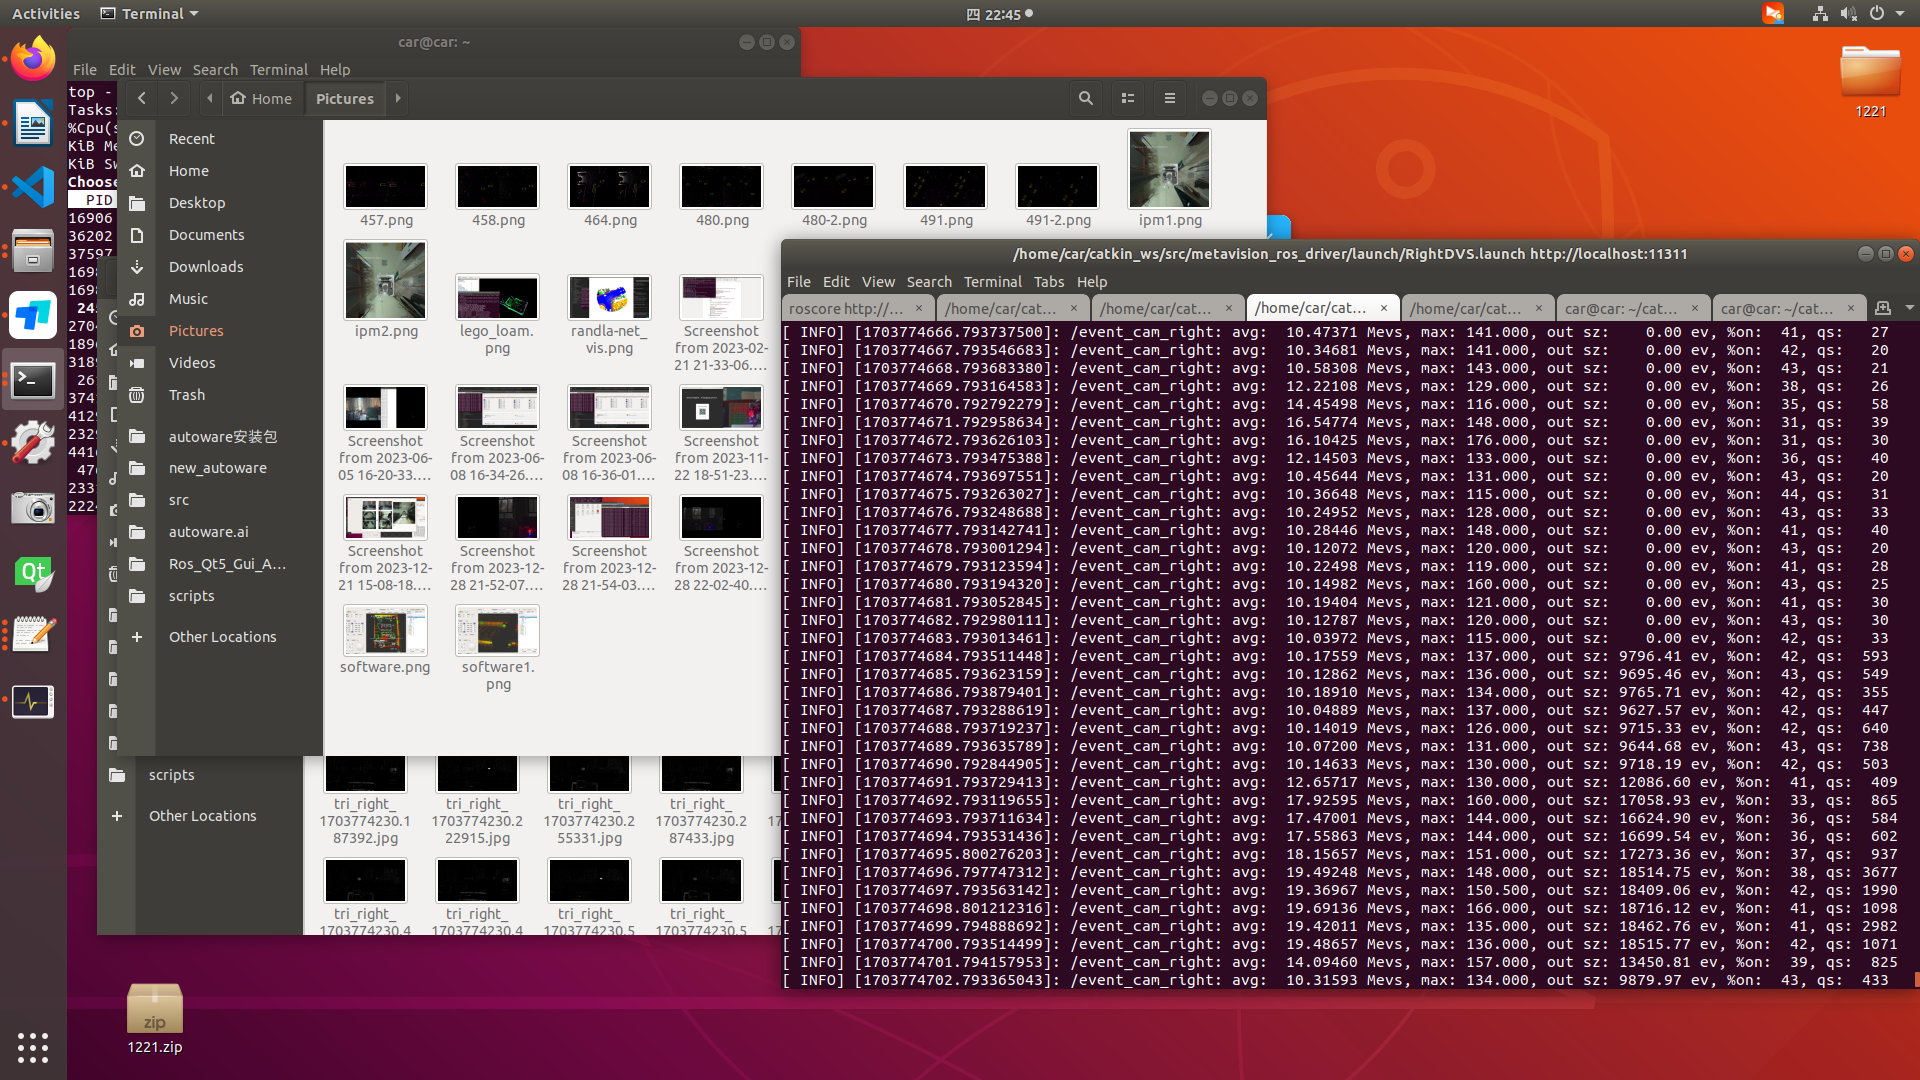 Activities
Terminal
四 22:45
car@car: ~
File Edit View Search Terminal Help
top -
Tasks:
%Cpu(s
KiB Me
KiB Sw
Choose
PID
16906
36202
37597
Home Pictures
Recent
Home
Desktop
Documents
Downloads
Music
Pictures
Videos
Trash
autoware安装包
new_autoware
src
autoware.ai
Ros_Qt5_Gui_A...
scripts
Other Locations
457.png 458.png 464.png 480.png 480-2.png 491.png 491-2.png ipm1.png
ipm2.png
lego_loam.
png
randla-net_
vis.png
Screenshot
from 2023-02-
21 21-33-06....
Screenshot
from 2023-06-
05 16-20-33....
Screenshot
from 2023-06-
08 16-34-26....
Screenshot
from 2023-06-
08 16-36-01....
Screenshot
from 2023-11-
22 18-51-23....
Screenshot
from 2023-12-
21 15-08-18....
Screenshot
from 2023-12-
28 21-52-07....
Screenshot
from 2023-12-
28 21-54-03....
Screenshot
from 2023-12-
28 22-02-40....
software.png
software1.
png
scripts
Other Locations
tri_right_
1703774230.1
87392.jpg
tri_right_
1703774230.2
22915.jpg
tri_right_
1703774230.2
55331.jpg
tri_right_
1703774230.2
87433.jpg
tri_right_
1703774230.4
tri_right_
1703774230.4
tri_right_
1703774230.5
tri_right_
1703774230.5
/home/car/catkin_ws/src/metavision_ros_driver/launch/RightDVS.launch http://localhost:11311
File Edit View Search Terminal Tabs Help
roscore http://... /home/car/cat... /home/car/cat... /home/car/cat... /home/car/cat... car@car: ~/cat... car@car: ~/cat...
[ INFO] [1703774666.793737500]: /event_cam_right: avg: 10.47371 Mevs, max: 141.000, out sz: 0.00 ev, %on: 41, qs: 27
[ INFO] [1703774667.793546683]: /event_cam_right: avg: 10.34681 Mevs, max: 141.000, out sz: 0.00 ev, %on: 42, qs: 20
[ INFO] [1703774668.793683380]: /event_cam_right: avg: 10.58308 Mevs, max: 143.000, out sz: 0.00 ev, %on: 43, qs: 21
[ INFO] [1703774669.793164583]: /event_cam_right: avg: 12.22108 Mevs, max: 129.000, out sz: 0.00 ev, %on: 38, qs: 26
[ INFO] [1703774670.792792279]: /event_cam_right: avg: 14.45498 Mevs, max: 116.000, out sz: 0.00 ev, %on: 35, qs: 58
[ INFO] [1703774671.792958634]: /event_cam_right: avg: 16.54774 Mevs, max: 148.000, out sz: 0.00 ev, %on: 31, qs: 39
[ INFO] [1703774672.793626103]: /event_cam_right: avg: 16.10425 Mevs, max: 176.000, out sz: 0.00 ev, %on: 31, qs: 30
[ INFO] [1703774673.793475388]: /event_cam_right: avg: 12.14503 Mevs, max: 133.000, out sz: 0.00 ev, %on: 36, qs: 40
[ INFO] [1703774674.793697551]: /event_cam_right: avg: 10.45644 Mevs, max: 131.000, out sz: 0.00 ev, %on: 43, qs: 20
[ INFO] [1703774675.793263027]: /event_cam_right: avg: 10.36648 Mevs, max: 115.000, out sz: 0.00 ev, %on: 44, qs: 31
[ INFO] [1703774676.793248688]: /event_cam_right: avg: 10.24952 Mevs, max: 128.000, out sz: 0.00 ev, %on: 43, qs: 33
[ INFO] [1703774677.793142741]: /event_cam_right: avg: 10.28446 Mevs, max: 148.000, out sz: 0.00 ev, %on: 41, qs: 40
[ INFO] [1703774678.793001294]: /event_cam_right: avg: 10.12072 Mevs, max: 120.000, out sz: 0.00 ev, %on: 43, qs: 20
[ INFO] [1703774679.793123594]: /event_cam_right: avg: 10.22498 Mevs, max: 119.000, out sz: 0.00 ev, %on: 41, qs: 28
[ INFO] [1703774680.793194320]: /event_cam_right: avg: 10.14982 Mevs, max: 160.000, out sz: 0.00 ev, %on: 43, qs: 25
[ INFO] [1703774681.793052845]: /event_cam_right: avg: 10.19404 Mevs, max: 121.000, out sz: 0.00 ev, %on: 41, qs: 30
[ INFO] [1703774682.792980111]: /event_cam_right: avg: 10.12787 Mevs, max: 120.000, out sz: 0.00 ev, %on: 43, qs: 30
[ INFO] [1703774683.793013461]: /event_cam_right: avg: 10.03972 Mevs, max: 115.000, out sz: 0.00 ev, %on: 42, qs: 33
[ INFO] [1703774684.793511448]: /event_cam_right: avg: 10.17559 Mevs, max: 137.000, out sz: 9796.41 ev, %on: 42, qs: 593
[ INFO] [1703774685.793623159]: /event_cam_right: avg: 10.12862 Mevs, max: 136.000, out sz: 9695.46 ev, %on: 43, qs: 549
[ INFO] [1703774686.793879401]: /event_cam_right: avg: 10.18910 Mevs, max: 134.000, out sz: 9765.71 ev, %on: 42, qs: 355
[ INFO] [1703774687.793288619]: /event_cam_right: avg: 10.04889 Mevs, max: 137.000, out sz: 9627.57 ev, %on: 42, qs: 447
[ INFO] [1703774688.793719237]: /event_cam_right: avg: 10.14019 Mevs, max: 126.000, out sz: 9715.33 ev, %on: 42, qs: 640
[ INFO] [1703774689.793635789]: /event_cam_right: avg: 10.07200 Mevs, max: 131.000, out sz: 9644.68 ev, %on: 43, qs: 738
[ INFO] [1703774690.792844905]: /event_cam_right: avg: 10.14633 Mevs, max: 130.000, out sz: 9718.19 ev, %on: 42, qs: 503
[ INFO] [1703774691.793729413]: /event_cam_right: avg: 12.65717 Mevs, max: 130.000, out sz: 12086.60 ev, %on: 41, qs: 409
[ INFO] [1703774692.793119655]: /event_cam_right: avg: 17.92595 Mevs, max: 160.000, out sz: 17058.93 ev, %on: 33, qs: 865
[ INFO] [1703774693.793711634]: /event_cam_right: avg: 17.47001 Mevs, max: 144.000, out sz: 16624.90 ev, %on: 36, qs: 584
[ INFO] [1703774694.793531436]: /event_cam_right: avg: 17.55863 Mevs, max: 144.000, out sz: 16699.54 ev, %on: 36, qs: 602
[ INFO] [1703774695.800276203]: /event_cam_right: avg: 18.15657 Mevs, max: 151.000, out sz: 17273.36 ev, %on: 37, qs: 937
[ INFO] [1703774696.797747312]: /event_cam_right: avg: 19.49248 Mevs, max: 148.000, out sz: 18514.75 ev, %on: 38, qs: 3677
[ INFO] [1703774697.793563142]: /event_cam_right: avg: 19.36967 Mevs, max: 150.500, out sz: 18409.06 ev, %on: 42, qs: 1990
[ INFO] [1703774698.801212316]: /event_cam_right: avg: 19.69136 Mevs, max: 166.000, out sz: 18716.12 ev, %on: 41, qs: 1098
[ INFO] [1703774699.794888692]: /event_cam_right: avg: 19.42011 Mevs, max: 135.000, out sz: 18462.76 ev, %on: 41, qs: 2982
[ INFO] [1703774700.793514499]: /event_cam_right: avg: 19.48657 Mevs, max: 136.000, out sz: 18515.77 ev, %on: 42, qs: 1071
[ INFO] [1703774701.794157953]: /event_cam_right: avg: 14.09460 Mevs, max: 157.000, out sz: 13450.81 ev, %on: 39, qs: 825
[ INFO] [1703774702.793365043]: /event_cam_right: avg: 10.31593 Mevs, max: 134.000, out sz: 9879.97 ev, %on: 43, qs: 433
1221
zip
1221.zip